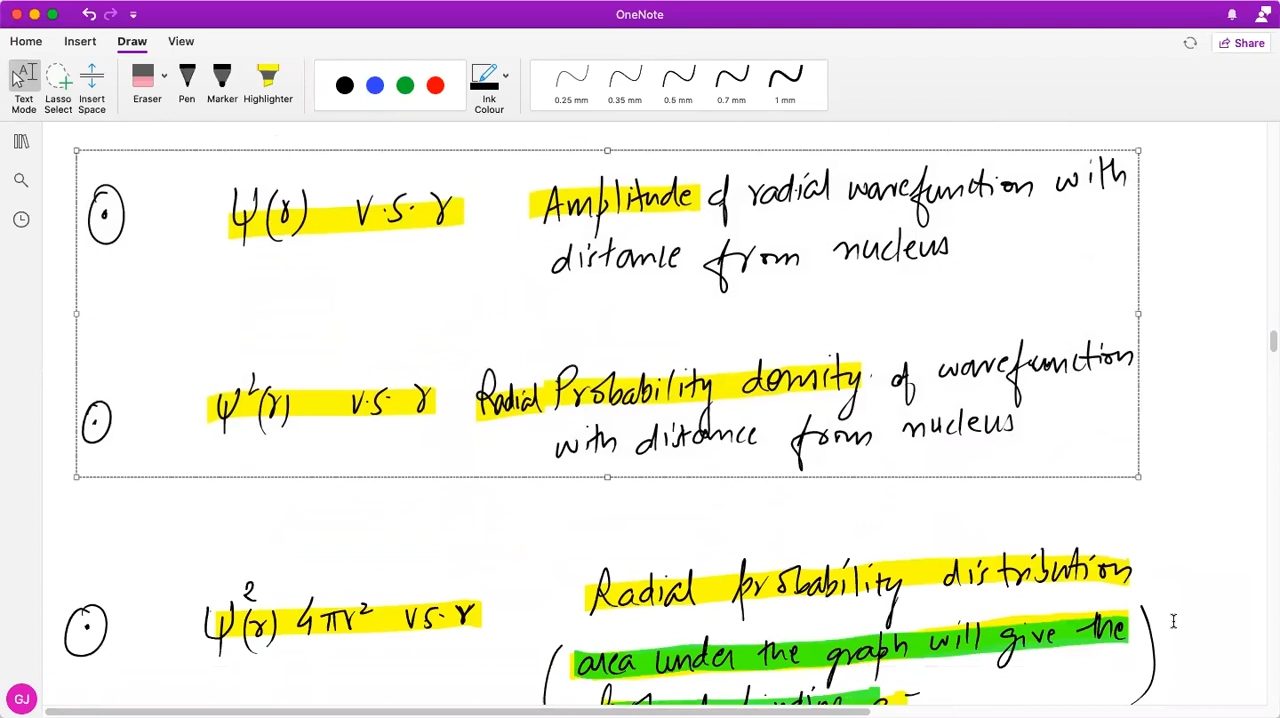 OneNote
Home Insert Draw View
Share
Text Mode
Lasso Select
Insert Space
Eraser
Pen
Marker
Highlighter
Ink Colour
0.25 mm 0.35 mm 0.5 mm 0.7 mm 1 mm
ψ(r) v.s. r Amplitude of radial wavefunction with
distance from nucleus
ψ²(r) v.s. r Radial Probability density of wavefunction
with distance from nucleus
ψ²(r) 4πr² vs. r Radial probability distribution
(area under the graph will give the
GJ